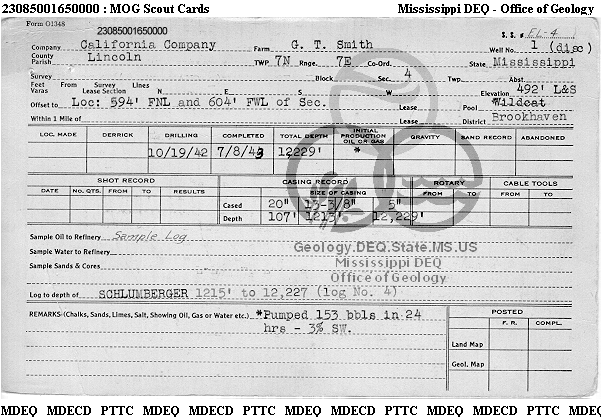 23085001650000 : MOG Scout Cards Mississippi DEQ - Office of Geology
Form O1348
23085001650000
S. S. # EL-4
Company California Company Farm G. T. Smith Well No. 1 (disc)
County Parish Lincoln TWP 7N Rnge. 7E Co-Ord. State Mississippi
Survey Block Sec. 4 Twp. Abst.
Feet From Survey Lines
Varas Lease Section N E S W Elevation 492' L&S
Offset to Loc: 594' FNL and 604' FWL of Sec. Lease Pool *Wildcat
Within 1 Mile of Lease District Brookhaven
LOC. MADE DERRICK DRILLING COMPLETED TOTAL DEPTH INITIAL PRODUCTION OIL OR GAS GRAVITY SAND RECORD ABANDONED
10/19/42 7/8/43 12,229' *
SHOT RECORD CASING RECORD ROTARY CABLE TOOLS
DATE No. QTS. FROM TO RESULTS SIZE OF CASING FROM TO FROM TO
Cased 20" 13-3/8" 5"
Depth 107' 1213' 12,229'
Sample Oil to Refinery Sample Log
Sample Water to Refinery
Sample Sands & Cores
Geology.DEQ.State.MS.US
Mississippi DEQ
Office of Geology
Log to depth of SCHLUMBERGER 1215' to 12,227 (log No. 4)
REMARKS-(Chalks, Sands, Limes, Salt, Showing Oil, Gas or Water etc.) *Pumped 153 bbls in 24
hrs - 3% SW.
POSTED
F. R. COMPL.
Land Map
Geol. Map
MDEQ MDECD PTTC MDEQ MDECD PTTC MDEQ MDECD PTTC MDEQ MDECD PTTC MDEQ